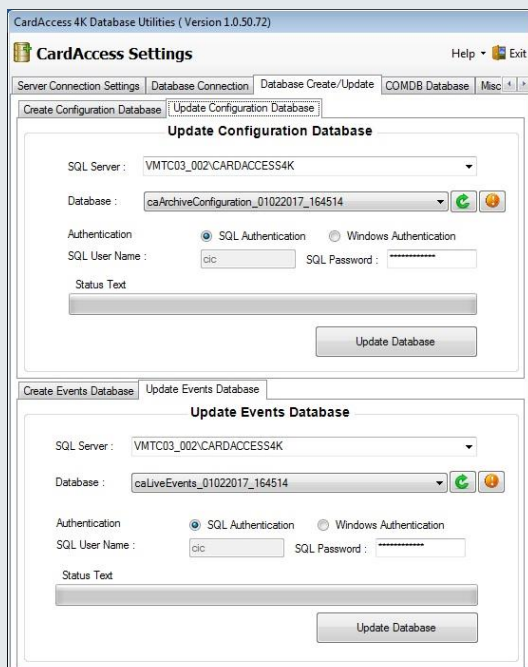 CardAccess 4K Database Utilities ( Version 1.0.50.72)
CardAccess Settings
Help Exit
Server Connection Settings Database Connection Database Create/Update COMDB Database Misc
Create Configuration Database Update Configuration Database
Update Configuration Database
SQL Server : VMTC03_002\CARDACCESS4K
Database : caArchiveConfiguration_01022017_164514
Authentication SQL Authentication Windows Authentication
SQL User Name : cic SQL Password : ************
Status Text
Update Database
Create Events Database Update Events Database
Update Events Database
SQL Server : VMTC03_002\CARDACCESS4K
Database : caLiveEvents_01022017_164514
Authentication SQL Authentication Windows Authentication
SQL User Name : cic SQL Password : ************
Status Text
Update Database